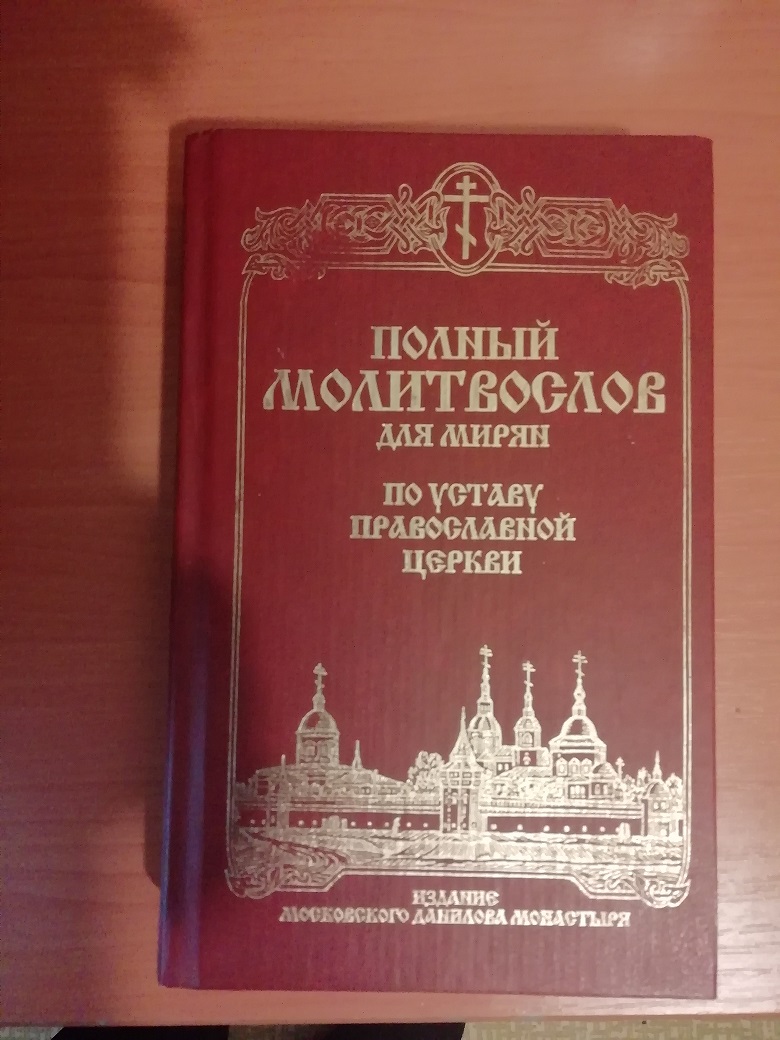 ПОЛНЫЙ
МОЛИТВОСЛОВ
ДЛЯ МИРЯН
ПО УСТАВУ
ПРАВОСЛАВНОЙ
ЦЕРКВИ
ИЗДАНИЕ
МОСКОВСКОГО ДАНИЛОВА МОНАСТЫРЯ